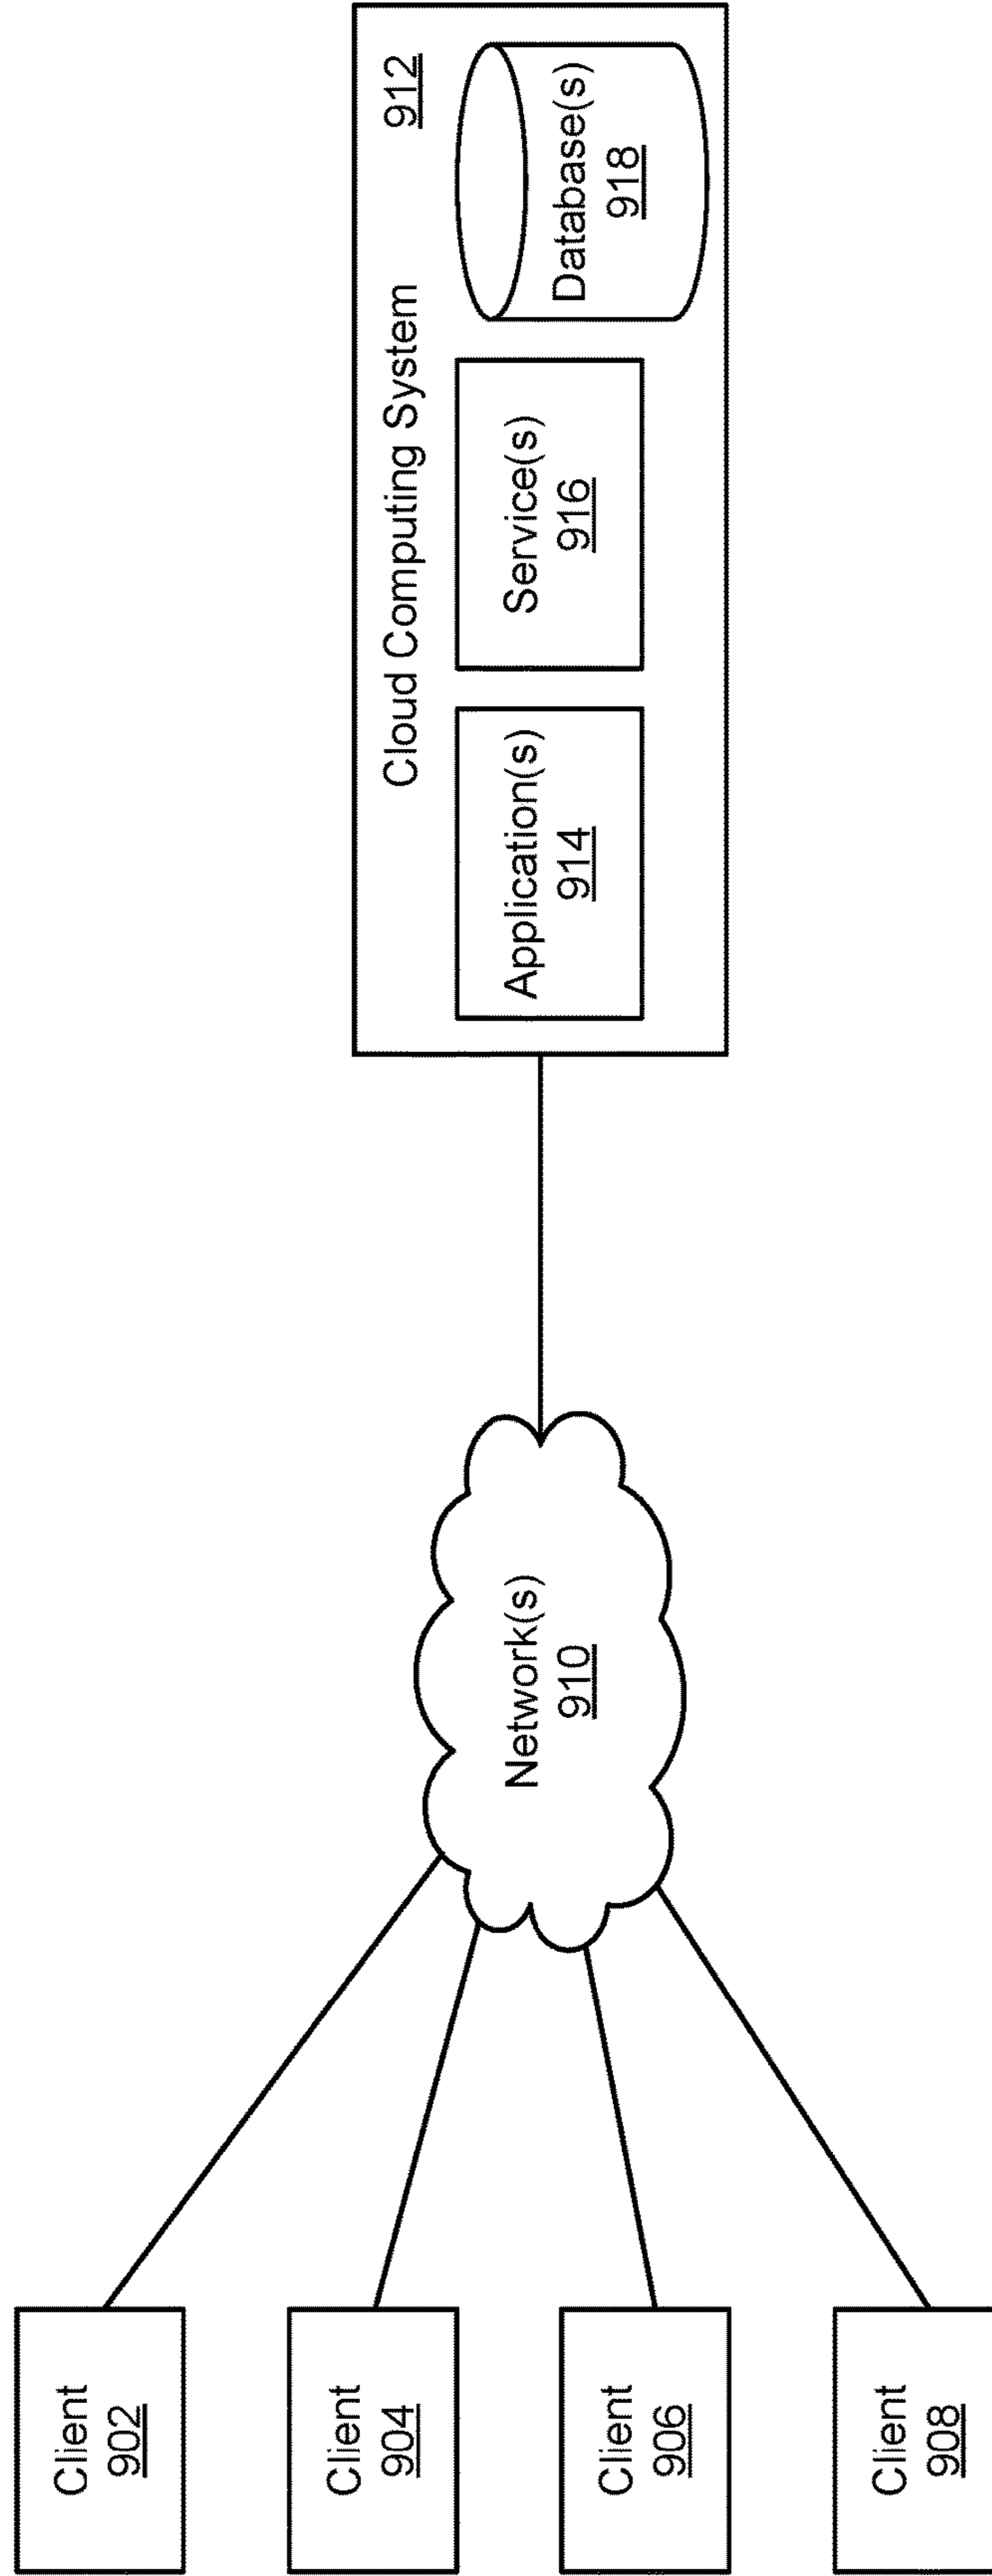 Client
902
Client
904
Client
906
Client
908
Network(s)
910
Cloud Computing System
912
Application(s)
914
Service(s)
916
Database(s)
918